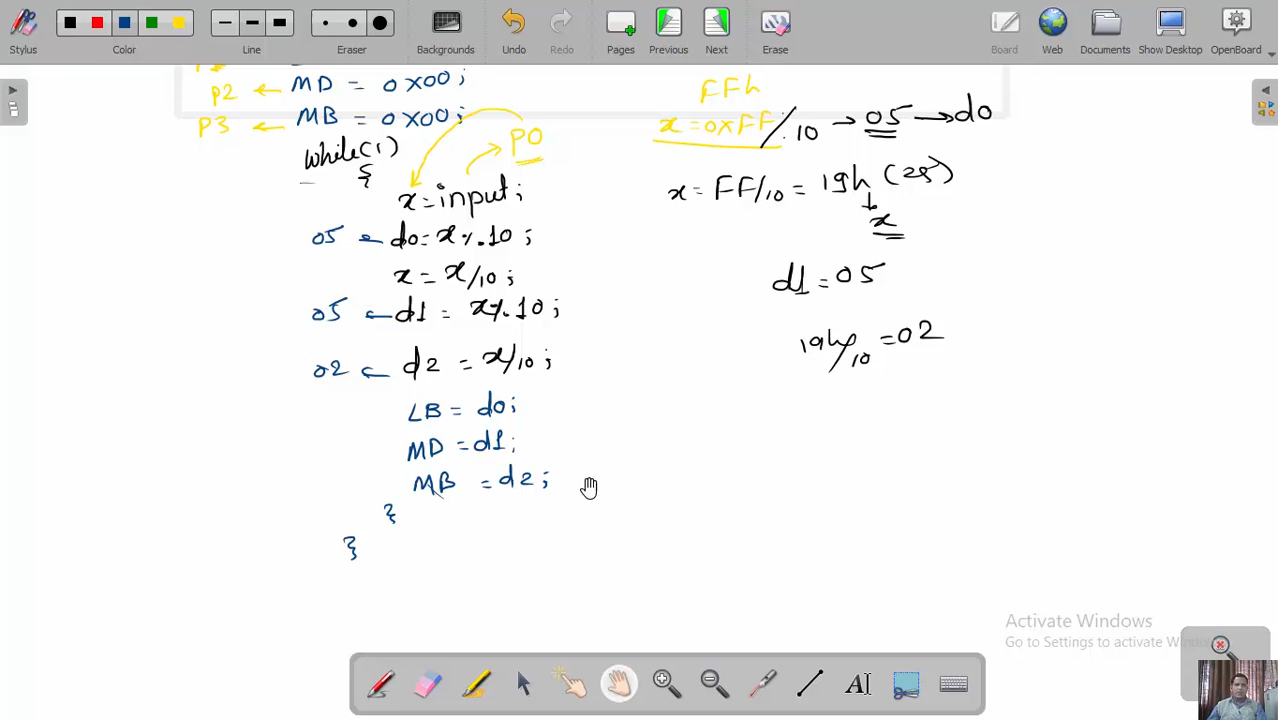 Stylus
Color
Line
Eraser
Backgrounds
Undo
Redo
Pages
Previous
Next
Erase
Board
Web
Documents
Show Desktop
OpenBoard
P2 ← MD = 0X00;
P3 ← MB = 0X00;
while(1)
{
P0
x=input;
05 ← d0=x%10;
x=x/10;
05 ← d1 = x%10;
02 ← d2 = x/10;
LB = d0;
MD = d1;
MB = d2;
}
}
FFh
x=0XFF/10 → 05 → d0
x= FF/10 = 19h (25)
↓
x
d1=05
19h/10 =02
Activate Windows
Go to Settings to activate Windows